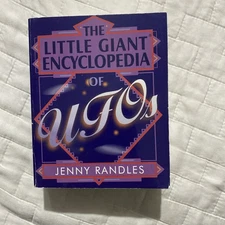 THE
LITTLE GIANT
ENCYCLOPEDIA
OF
UFOs
JENNY RANDLES